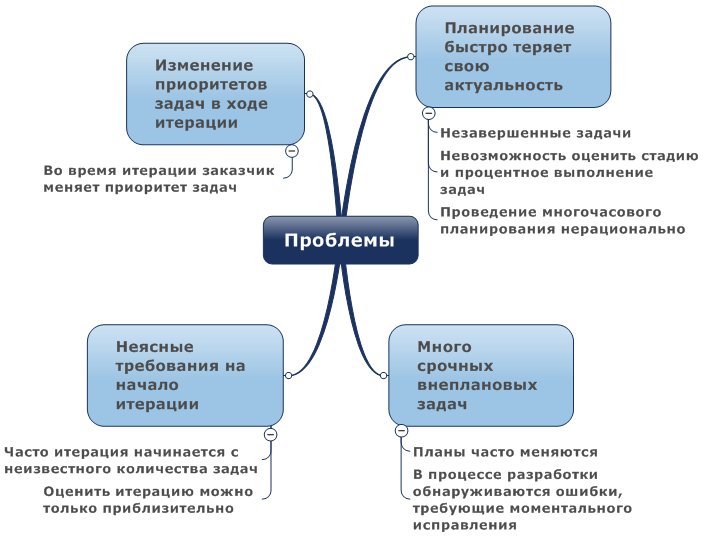 Планирование
быстро теряет
свою
актуальность
Незавершенные задачи
Невозможность оценить стадию
и процентное выполнение
задач
Проведение многочасового
планирования нерационально
Изменение
приоритетов
задач в ходе
итерации
Во время итерации заказчик
меняет приоритет задач
Проблемы
Неясные
требования на
начало
итерации
Часто итерация начинается с
неизвестного количества задач
Оценить итерацию можно
только приблизительно
Много
срочных
внеплановых
задач
Планы часто меняются
В процессе разработки
обнаруживаются ошибки,
требующие моментального
исправления